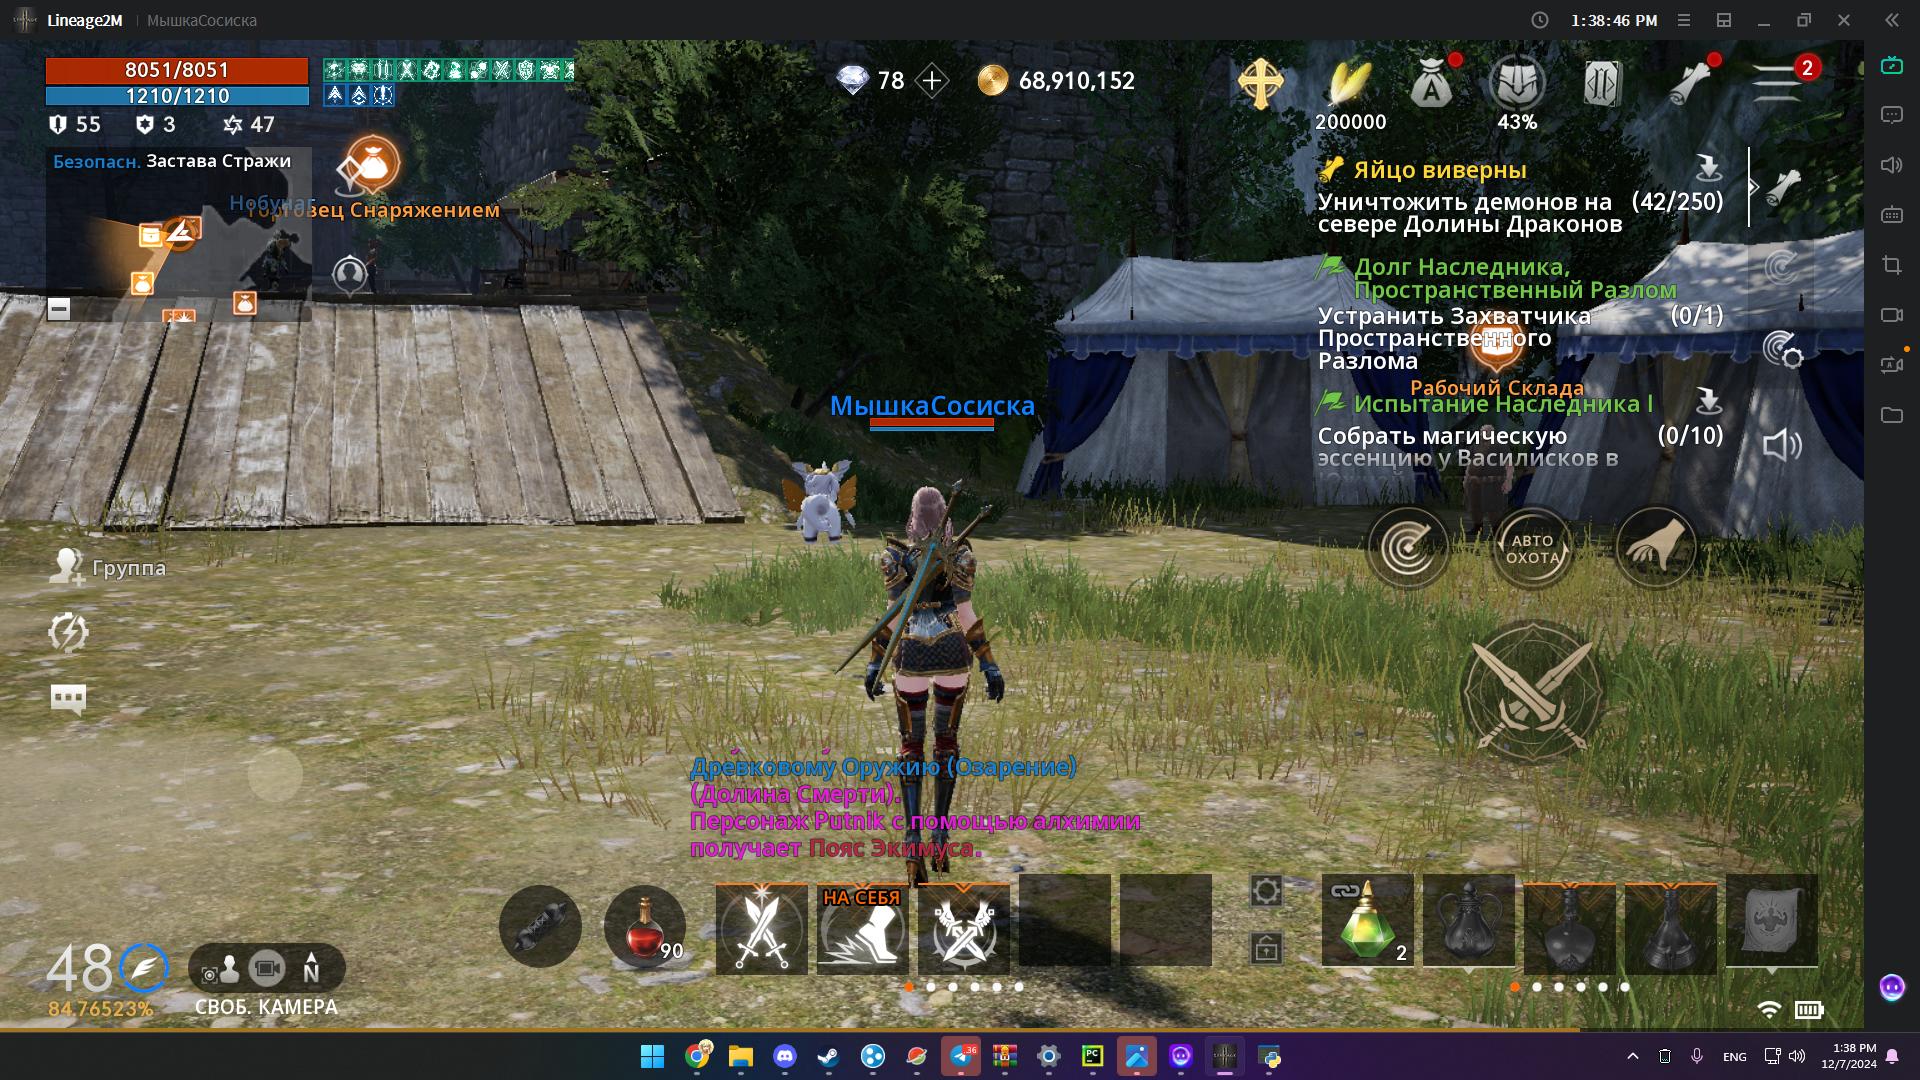 Lineage2M
МышкаСосиска
1:38:46 PM
8051/8051
1210/1210
55
3
47
78
68,910,152
200000
43%
2
Безопасн. Застава Стражи
Нобунаг
Торговец Снаряжением
Яйцо виверны
Уничтожить демонов на
севере Долины Драконов
(42/250)
Долг Наследника,
Пространственный Разлом
Устранить Захватчика
Пространственного
Разлома
(0/1)
Рабочий Склада
Испытание Наследника I
Собрать магическую
эссенцию у Василисков в
(0/10)
МышкаСосиска
АВТО
ОХОТА
Группа
Древковому Оружию (Озарение)
(Долина Смерти).
Персонаж Putnik с помощью алхимии
получает Пояс Экимуса.
90
НА СЕБЯ
2
48
84.76523%
N
СВОБ. КАМЕРА
36
PC
ENG
1:38 PM
12/7/2024